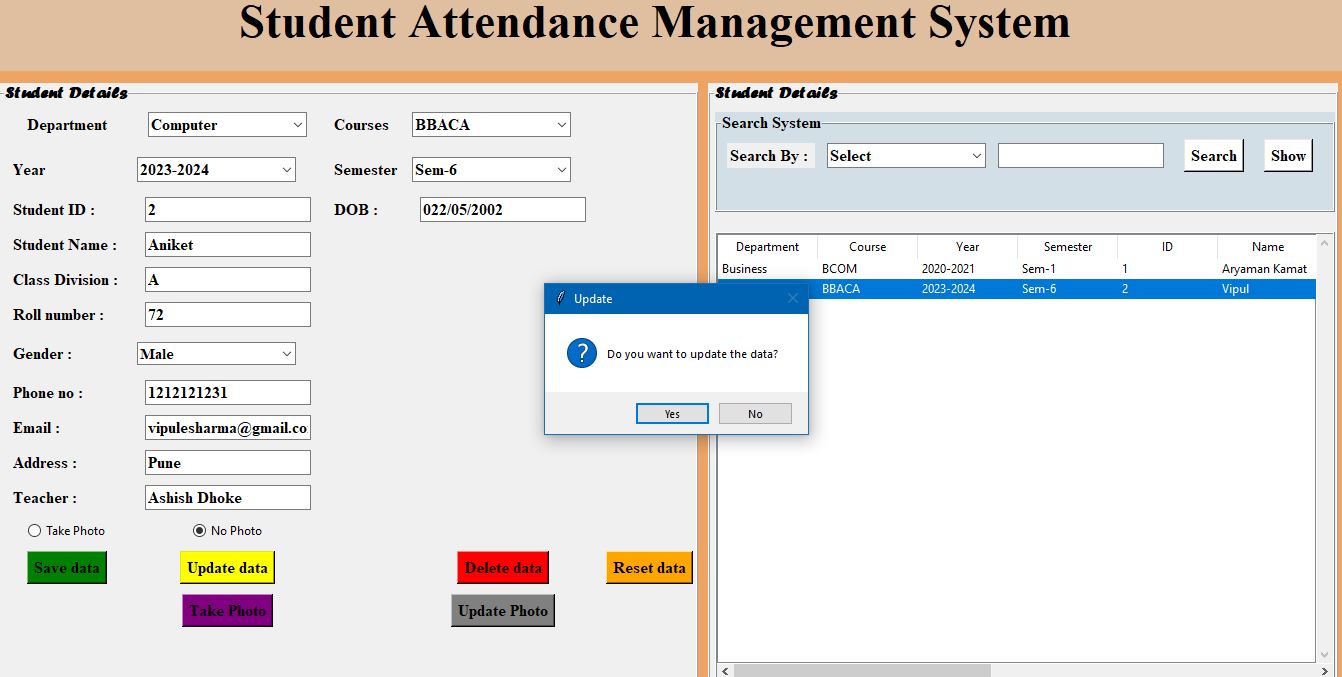 Student Attendance Management System
Student Details
Department Computer Courses BBACA
Year 2023-2024 Semester Sem-6
Student ID : 2 DOB : 022/05/2002
Student Name : Aniket
Class Division : A
Roll number : 72
Gender : Male
Phone no : 1212121231
Email : vipulesharma@gmail.co
Address : Pune
Teacher : Ashish Dhoke
Take Photo No Photo
Save data Update data Delete data Reset data
Take Photo Update Photo
Student Details
Search System
Search By : Select Search Show
Department Course Year Semester ID Name
Business BCOM 2020-2021 Sem-1 1 Aryaman Kamat
BBACA 2023-2024 Sem-6 2 Vipul
Update
Do you want to update the data?
Yes No